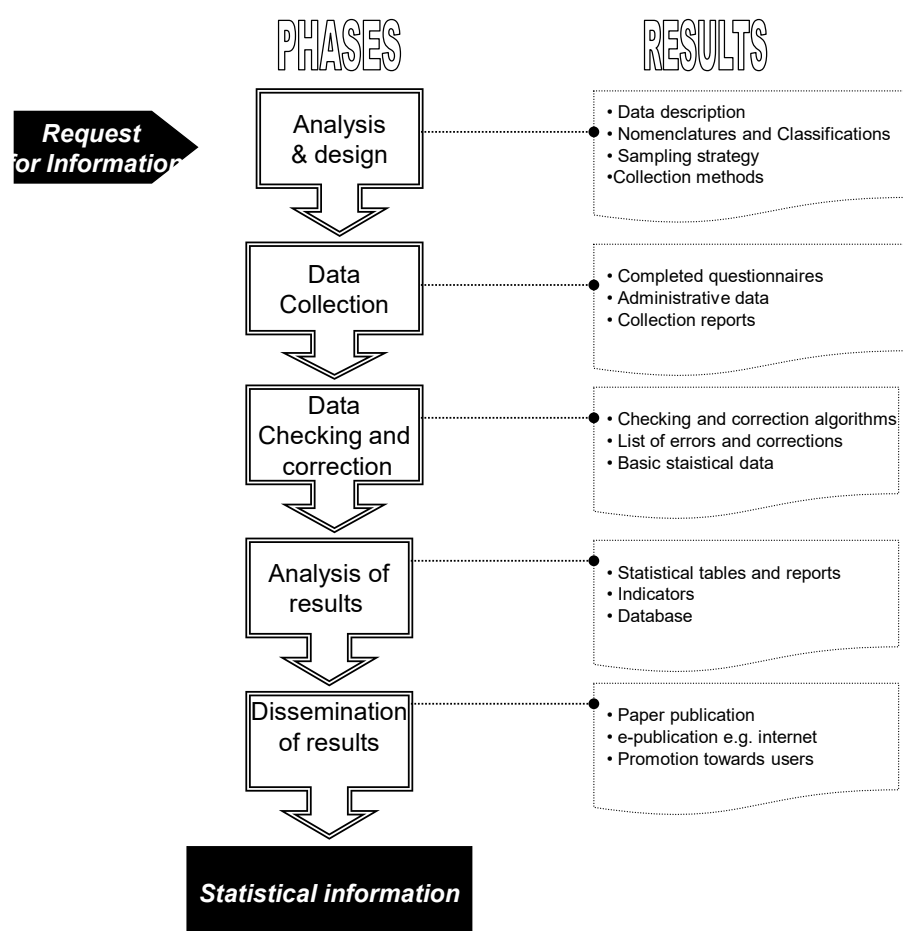 PHASES
RESULTS
Request
for Information
Analysis
& design
• Data description
• Nomenclatures and Classifications
• Sampling strategy
•Collection methods
Data
Collection
• Completed questionnaires
• Administrative data
• Collection reports
Data
Checking and
correction
• Checking and correction algorithms
• List of errors and corrections
• Basic staistical data
Analysis of
results
• Statistical tables and reports
• Indicators
• Database
Dissemination
of results
• Paper publication
• e-publication e.g. internet
• Promotion towards users
Statistical information